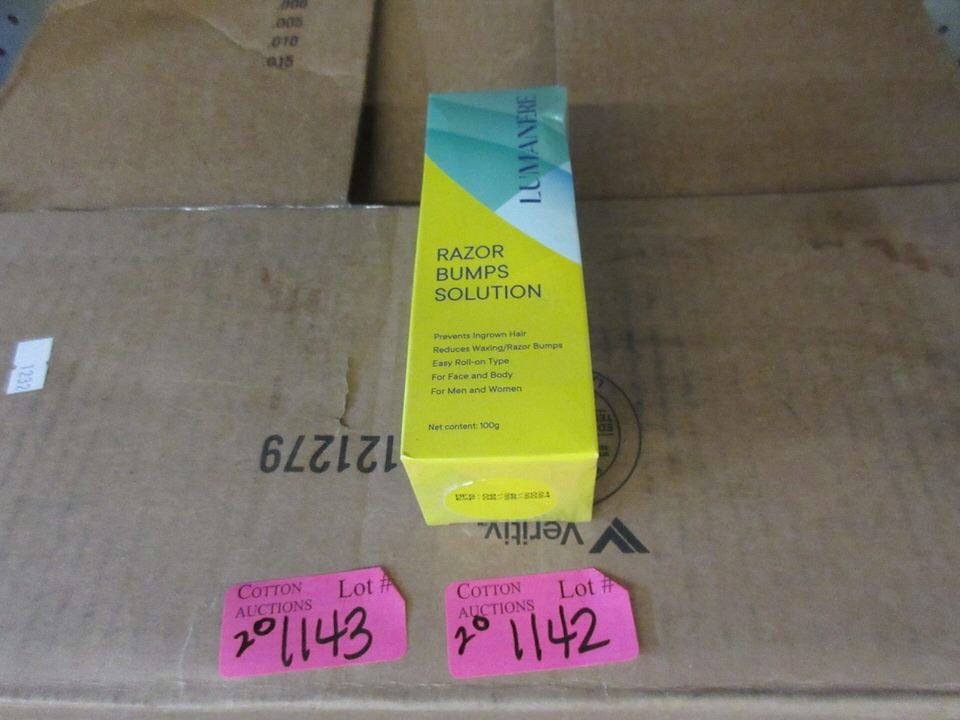 .008
.005
.010
.015
LUMANERE
RAZOR
BUMPS
SOLUTION
Prevents Ingrown Hair
Reduces Waxing/Razor Bumps
Easy Roll-on Type
For Face and Body
For Men and Women
Net content: 100g
1232
121279
Veritiv
COTTON
AUCTIONS
Lot #
20 1143
COTTON
AUCTIONS
Lot #
20 1142